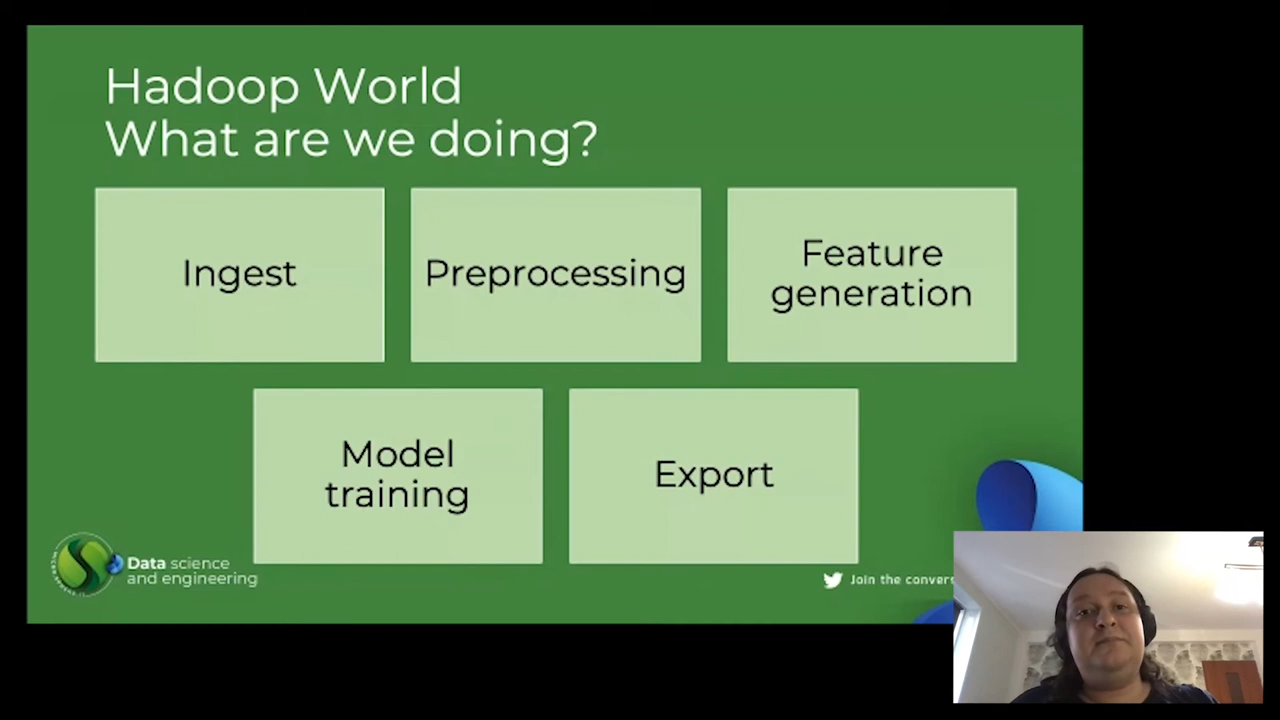 Hadoop World
What are we doing?
Ingest
Preprocessing
Feature
generation
Model
training
Export
Data science
and engineering
Join the conver